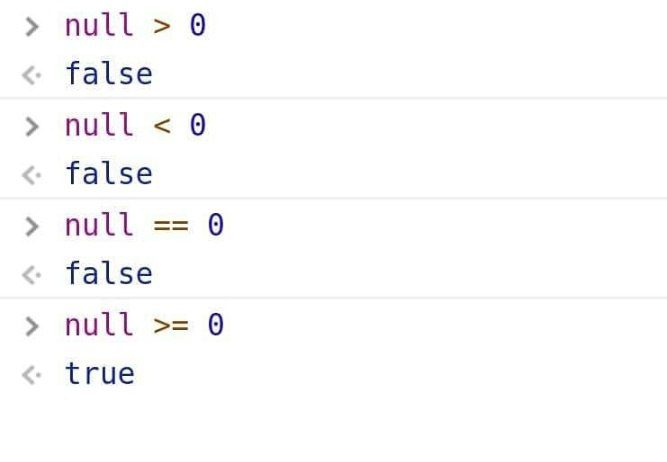 > null > 0
<· false
> null < 0
<· false
> null == 0
<· false
> null >= 0
<· true